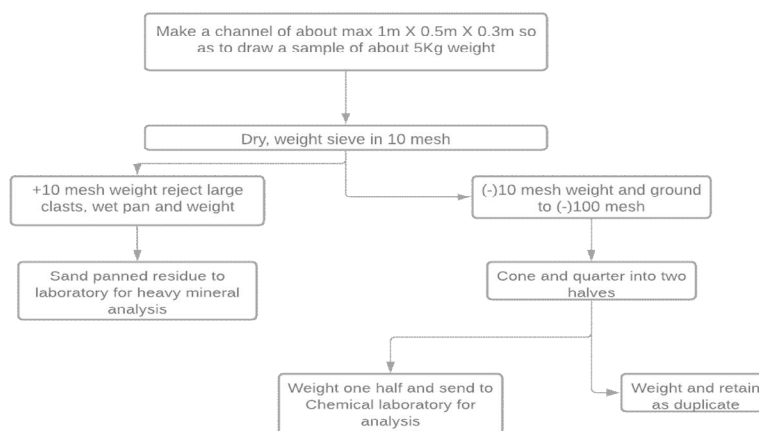 Make a channel of about max 1m X 0.5m X 0.3m so
as to draw a sample of about 5Kg weight
Dry, weight sieve in 10 mesh
+10 mesh weight reject large
clasts, wet pan and weight
(-)10 mesh weight and ground
to (-)100 mesh
Sand panned residue to
laboratory for heavy mineral
analysis
Cone and quarter into two
halves
Weight one half and send to
Chemical laboratory for
analysis
Weight and retain
as duplicate